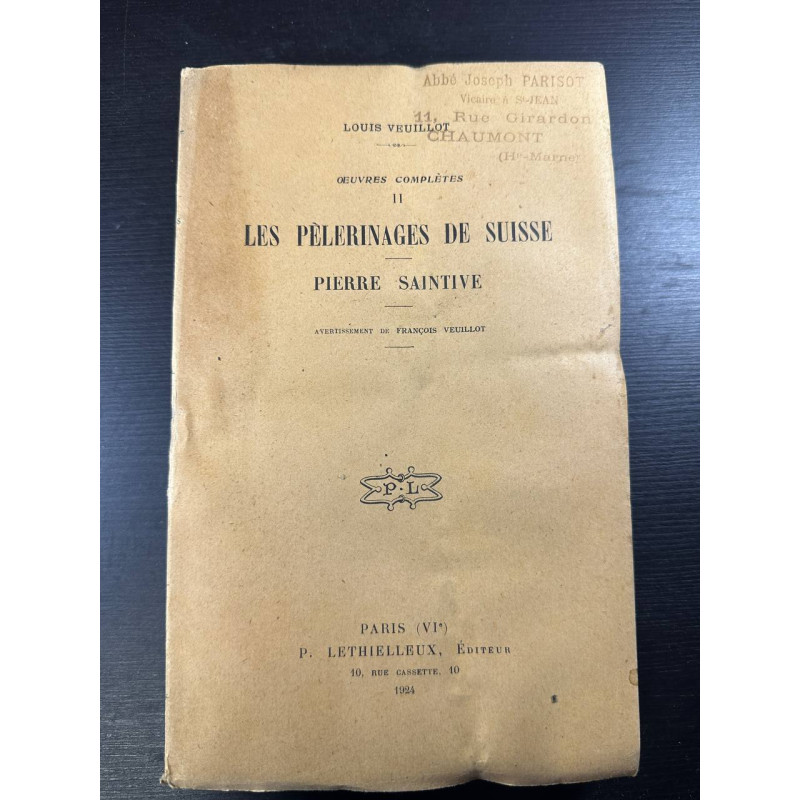 Abbé Joseph PARISOT
Vicaire à St-JEAN
11, Rue Girardon
CHAUMONT
(Hte-Marne)
LOUIS VEUILLOT
ŒUVRES COMPLÈTES
II
LES PÈLERINAGES DE SUISSE
PIERRE SAINTIVE
AVERTISSEMENT DE FRANÇOIS VEUILLOT
P·L
PARIS (VIe)
P. LETHIELLEUX, ÉDITEUR
10, RUE CASSETTE, 10
1924